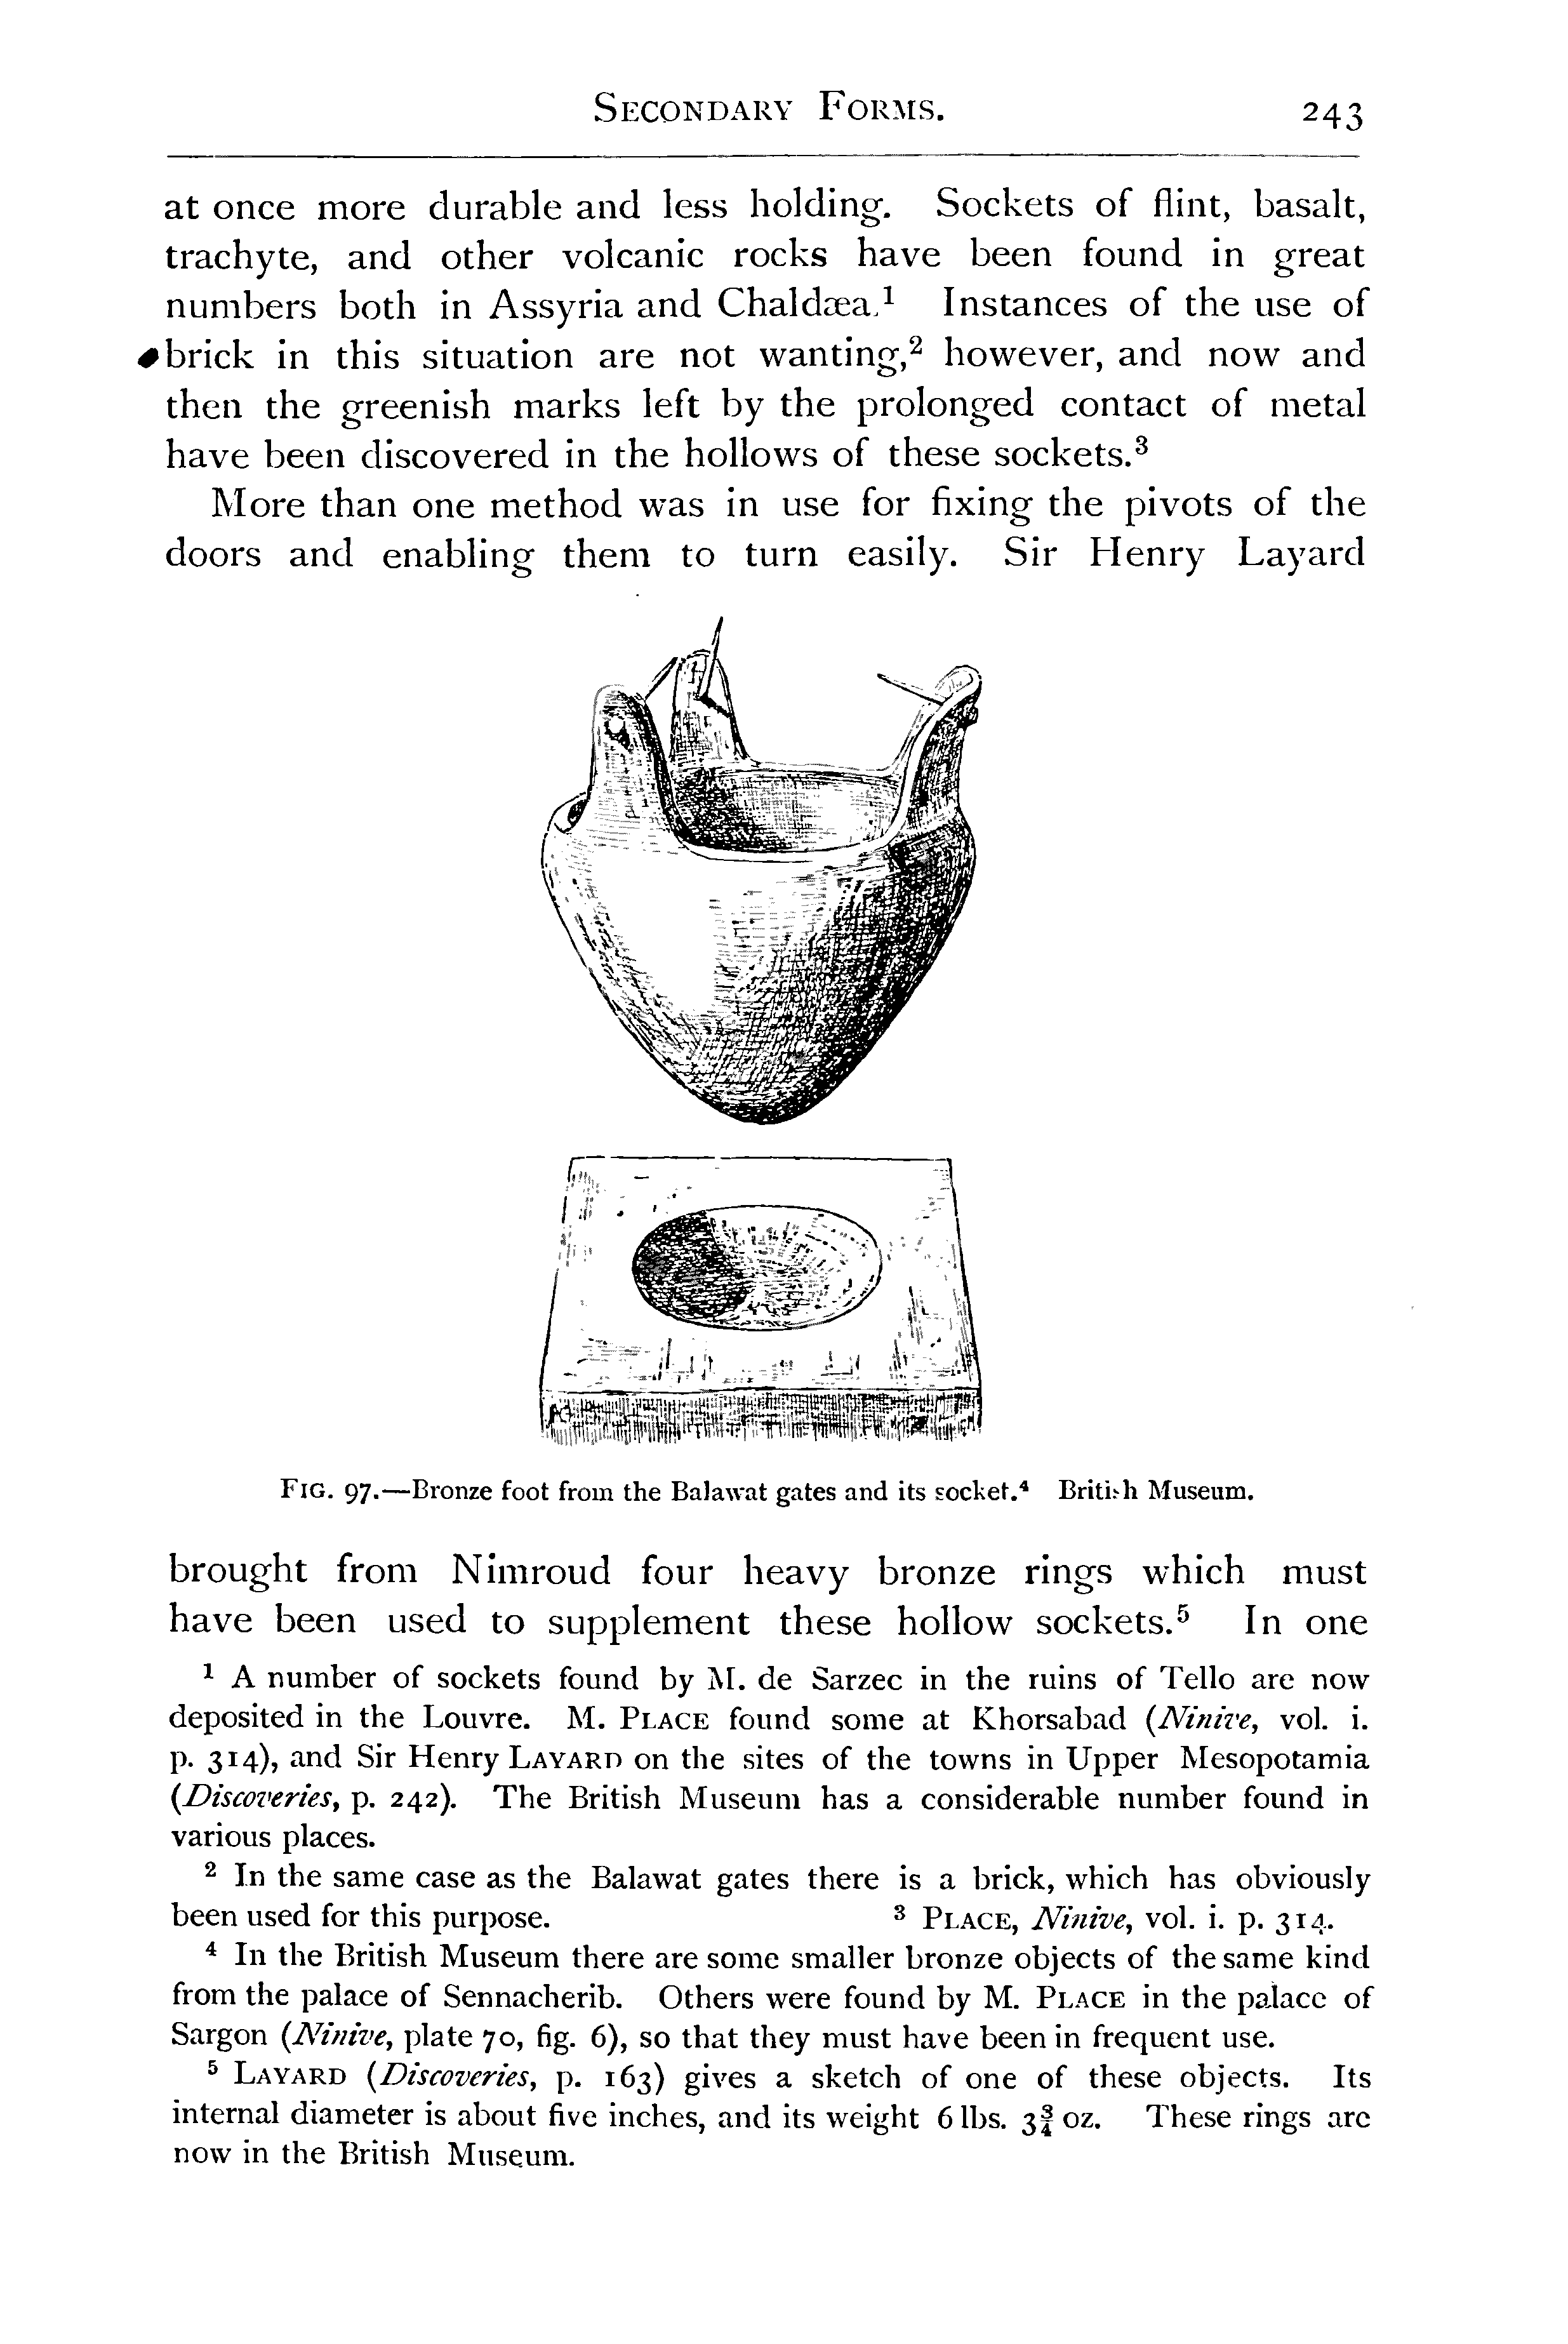 SECONDARY FORMS. 243
at once more durable and less holding. Sockets of flint, basalt,
trachyte, and other volcanic rocks have been found in great
numbers both in Assyria and Chaldæa.¹ Instances of the use of
brick in this situation are not wanting,² however, and now and
then the greenish marks left by the prolonged contact of metal
have been discovered in the hollows of these sockets.³
More than one method was in use for fixing the pivots of the
doors and enabling them to turn easily. Sir Henry Layard
FIG. 97.—Bronze foot from the Balawat gates and its socket.⁴ British Museum.
brought from Nimroud four heavy bronze rings which must
have been used to supplement these hollow sockets.⁵ In one
¹ A number of sockets found by M. de Sarzec in the ruins of Tello are now
deposited in the Louvre. M. PLACE found some at Khorsabad (Ninive, vol. i.
p. 314), and Sir Henry LAYARD on the sites of the towns in Upper Mesopotamia
(Discoveries, p. 242). The British Museum has a considerable number found in
various places.
² In the same case as the Balawat gates there is a brick, which has obviously
been used for this purpose. ³ PLACE, Ninive, vol. i. p. 314.
⁴ In the British Museum there are some smaller bronze objects of the same kind
from the palace of Sennacherib. Others were found by M. PLACE in the palace of
Sargon (Ninive, plate 70, fig. 6), so that they must have been in frequent use.
⁵ LAYARD (Discoveries, p. 163) gives a sketch of one of these objects. Its
internal diameter is about five inches, and its weight 6 lbs. 3¾ oz. These rings are
now in the British Museum.